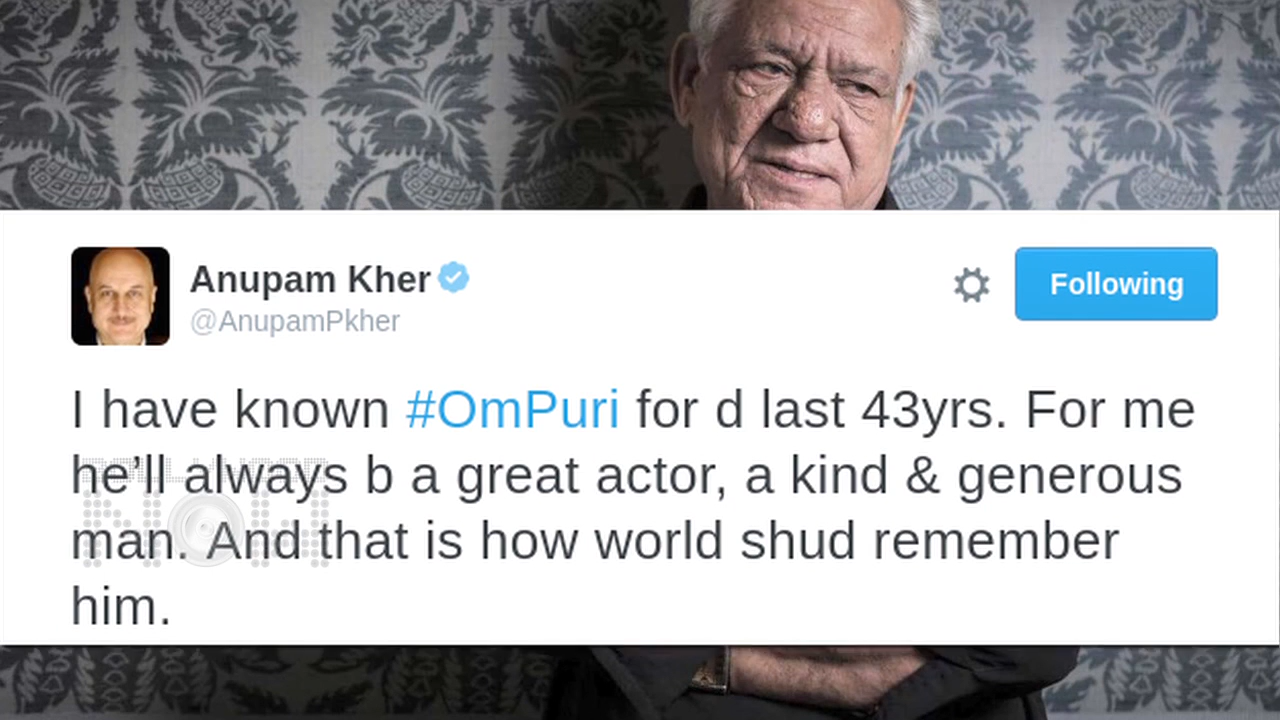 Anupam Kher
@AnupamPkher
Following
I have known #OmPuri for d last 43yrs. For me
he’ll always b a great actor, a kind & generous
man. And that is how world shud remember
him.